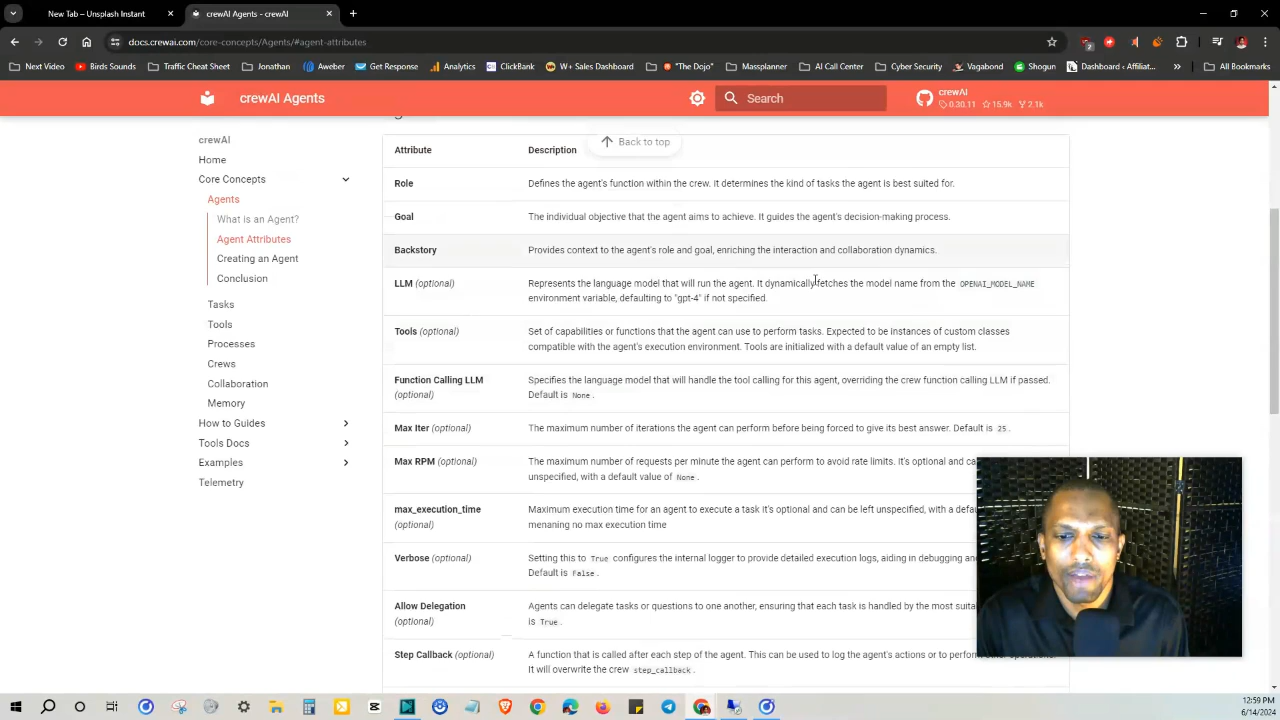 New Tab – Unsplash Instant
crewAI Agents - crewAI
docs.crewai.com/core-concepts/Agents/#agent-attributes
2
Next Video
Birds Sounds
Traffic Cheat Sheet
Jonathan
Aweber
Get Response
Analytics
ClickBank
W+ Sales Dashboard
"The Dojo"
Massplanner
AI Call Center
Cyber Security
Vagabond
Shogun
Dashboard ‹ Affiliat...
All Bookmarks
crewAI Agents
Search
crewAI
0.30.11 15.9k 2.1k
crewAI
Home
Core Concepts
Agents
What is an Agent?
Agent Attributes
Creating an Agent
Conclusion
Tasks
Tools
Processes
Crews
Collaboration
Memory
How to Guides
Tools Docs
Examples
Telemetry
Back to top
Attribute Description
Role Defines the agent's function within the crew. It determines the kind of tasks the agent is best suited for.
Goal The individual objective that the agent aims to achieve. It guides the agent's decision-making process.
Backstory Provides context to the agent's role and goal, enriching the interaction and collaboration dynamics.
LLM (optional) Represents the language model that will run the agent. It dynamically fetches the model name from the OPENAI_MODEL_NAME
environment variable, defaulting to "gpt-4" if not specified.
Tools (optional) Set of capabilities or functions that the agent can use to perform tasks. Expected to be instances of custom classes
compatible with the agent's execution environment. Tools are initialized with a default value of an empty list.
Function Calling LLM Specifies the language model that will handle the tool calling for this agent, overriding the crew function calling LLM if passed.
(optional) Default is None.
Max Iter (optional) The maximum number of iterations the agent can perform before being forced to give its best answer. Default is 25.
Max RPM (optional) The maximum number of requests per minute the agent can perform to avoid rate limits. It's optional and
unspecified, with a default value of None.
max_execution_time Maximum execution time for an agent to execute a task it's optional and can be left unspecified, with a
(optional) menaning no max execution time
Verbose (optional) Setting this to True configures the internal logger to provide detailed execution logs, aiding in debugging
Default is False.
Allow Delegation Agents can delegate tasks or questions to one another, ensuring that each task is handled by the most
(optional) is True.
Step Callback (optional) A function that is called after each step of the agent. This can be used to log the agent's actions or to
It will overwrite the crew step_callback.
12:59 PM
6/14/2024